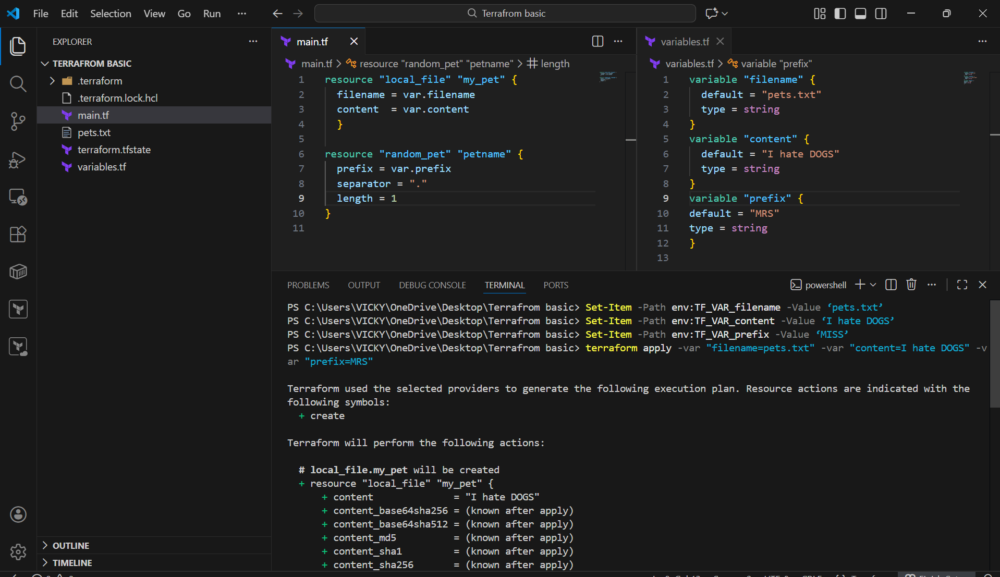 File Edit Selection View Go Run ···
Terrafrom basic
EXPLORER ···
TERRAFROM BASIC
.terraform
.terraform.lock.hcl
main.tf
pets.txt
terraform.tfstate
variables.tf
OUTLINE
TIMELINE
main.tf
main.tf > resource "random_pet" "petname" > # length
1 resource "local_file" "my_pet" {
2 filename = var.filename
3 content  = var.content
4 }
5
6 resource "random_pet" "petname" {
7 prefix = var.prefix
8 separator = "."
9 length = 1
10 }
11
variables.tf
variables.tf > variable "prefix"
1 variable "filename" {
2 default = "pets.txt"
3 type = string
4 }
5 variable "content" {
6 default = "I hate DOGS"
7 type = string
8 }
9 variable "prefix" {
10 default = "MRS"
11 type = string
12 }
13
PROBLEMS OUTPUT DEBUG CONSOLE TERMINAL PORTS
powershell
PS C:\Users\VICKY\OneDrive\Desktop\Terrafrom basic> Set-Item -Path env:TF_VAR_filename -Value ‘pets.txt’
PS C:\Users\VICKY\OneDrive\Desktop\Terrafrom basic> Set-Item -Path env:TF_VAR_content -Value ‘I hate DOGS’
PS C:\Users\VICKY\OneDrive\Desktop\Terrafrom basic> Set-Item -Path env:TF_VAR_prefix -Value ‘MISS’
PS C:\Users\VICKY\OneDrive\Desktop\Terrafrom basic> terraform apply -var "filename=pets.txt" -var "content=I hate DOGS" -v
ar "prefix=MRS"
Terraform used the selected providers to generate the following execution plan. Resource actions are indicated with the
following symbols:
+ create
Terraform will perform the following actions:
# local_file.my_pet will be created
+ resource "local_file" "my_pet" {
+ content              = "I hate DOGS"
+ content_base64sha256 = (known after apply)
+ content_base64sha512 = (known after apply)
+ content_md5          = (known after apply)
+ content_sha1         = (known after apply)
+ content_sha256       = (known after apply)